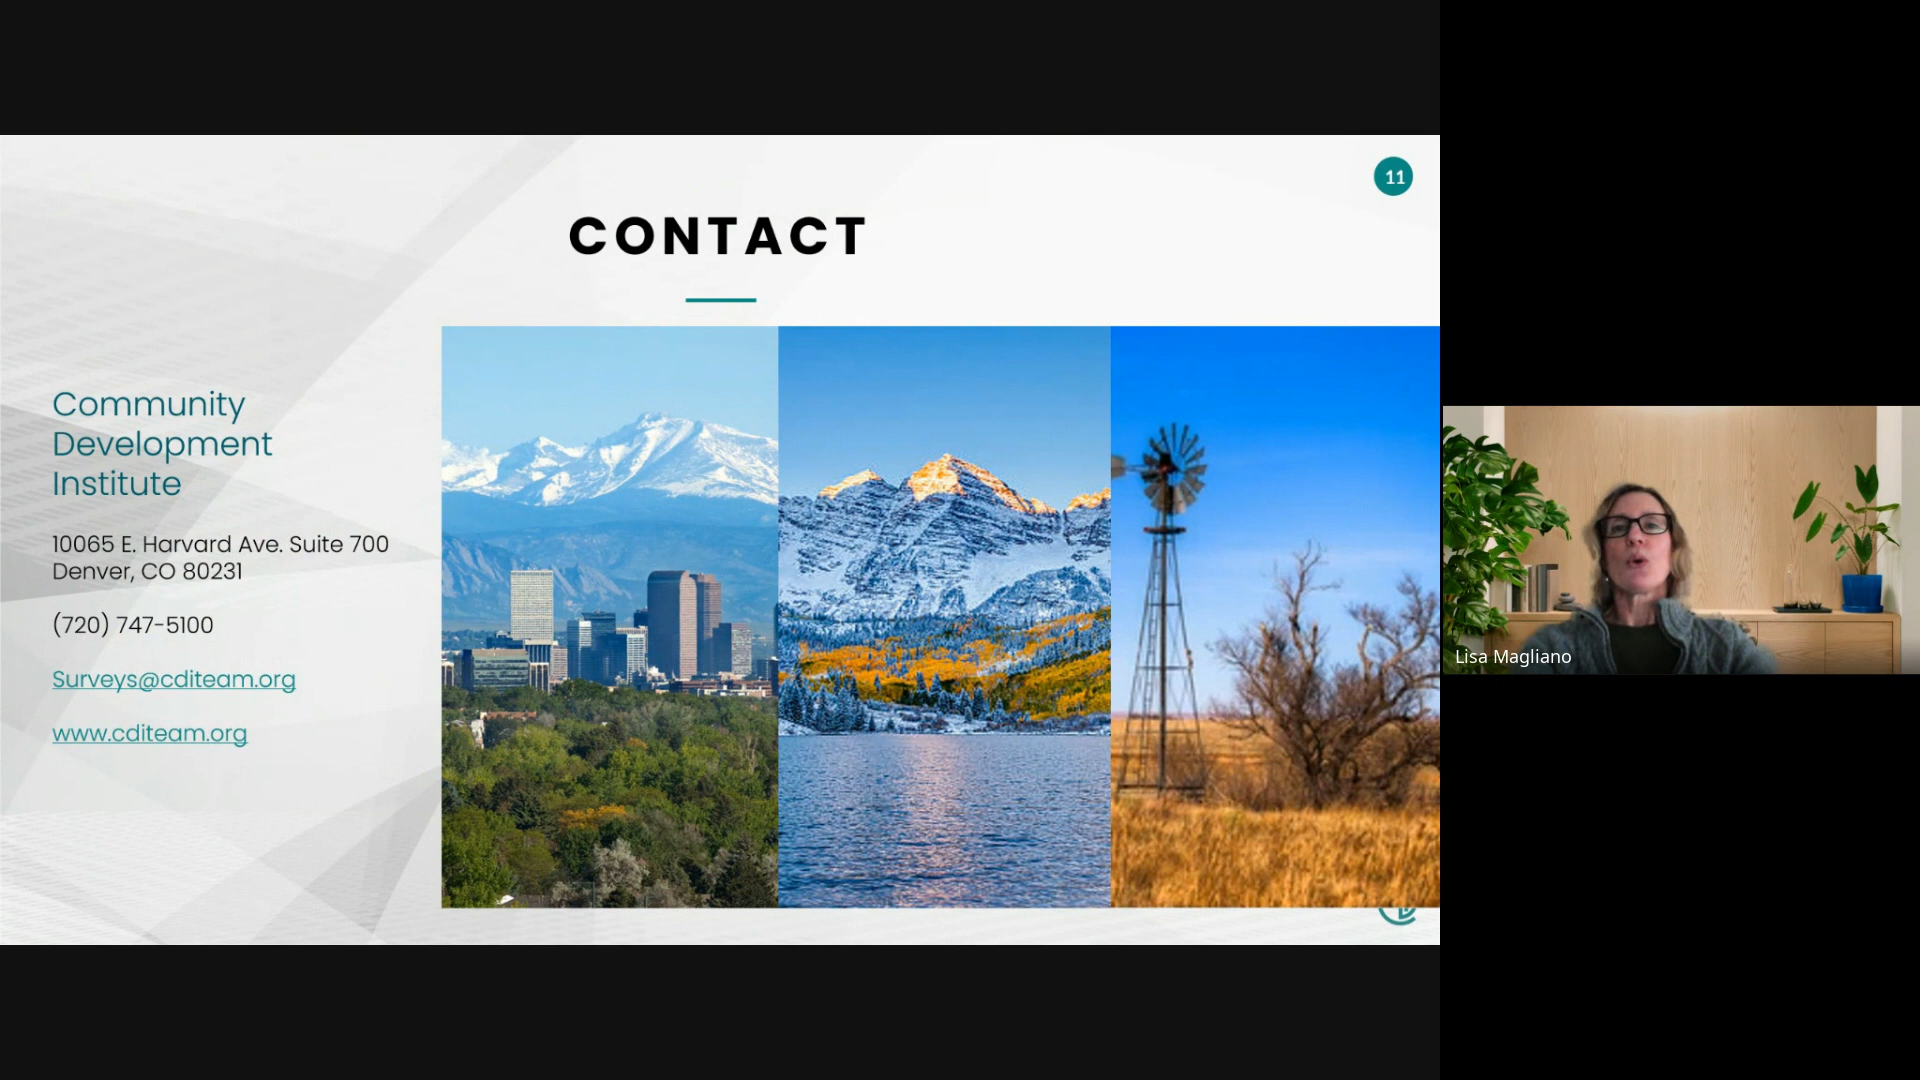 11
CONTACT
Community
Development
Institute
10065 E. Harvard Ave. Suite 700
Denver, CO 80231
(720) 747-5100
Surveys@cditeam.org
www.cditeam.org
Lisa Magliano